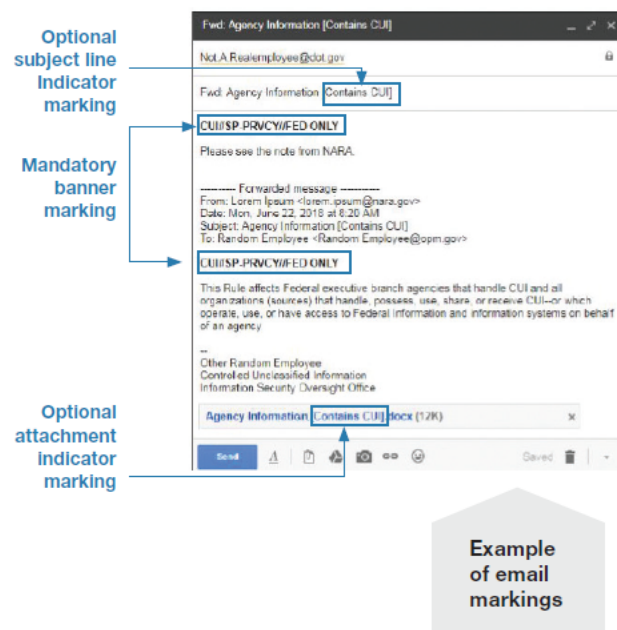 Optional
subject line
Indicator
marking
Mandatory
banner
marking
Optional
attachment
indicator
marking
Fwd: Agency Information [Contains CUI]
Not.A.Realemployee@dot.gov
Fwd: Agency Information [Contains CUI]
CUI//SP-PRVCY//FED ONLY
Please see the note from NARA.
---------- Forwarded message -----------
From: Lorem Ipsum <lorem.ipsum@nara.gov>
Date: Mon, June 22, 2018 at 8:20 AM
Subject: Agency Information [Contains CUI]
To: Random Employee <Random Employee@opm.gov>
CUI//SP-PRVCY//FED ONLY
This Rule affects Federal executive branch agencies that handle CUI and all
organizations (sources) that handle, possess, use, share, or receive CUI--or which
operate, use, or have access to Federal information and information systems on behalf
of an agency
--
Other Random Employee
Controlled Unclassified Information
Information Security Oversight Office
Agency Information [Contains CUI].docx (12K)
Send
Saved
Example
of email
markings